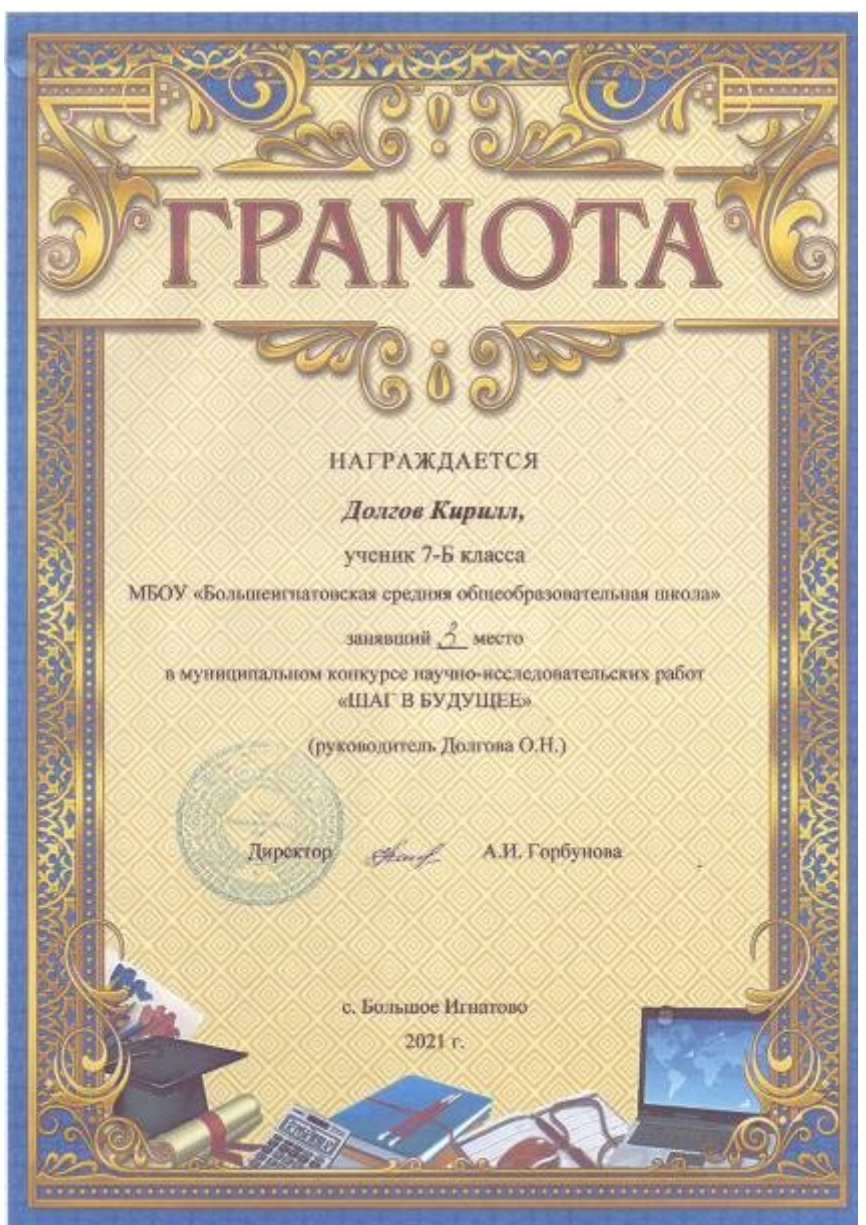 ГРАМОТА
НАГРАЖДАЕТСЯ
Долгов Кирилл,
ученик 7-Б класса
МБОУ «Большеигнатовская средняя общеобразовательная школа»
занявший 3 место
в муниципальном конкурсе научно-исследовательских работ
«ШАГ В БУДУЩЕЕ»
(руководитель Долгова О.Н.)
Директор А.И. Горбунова
с. Большое Игнатово
2021 г.